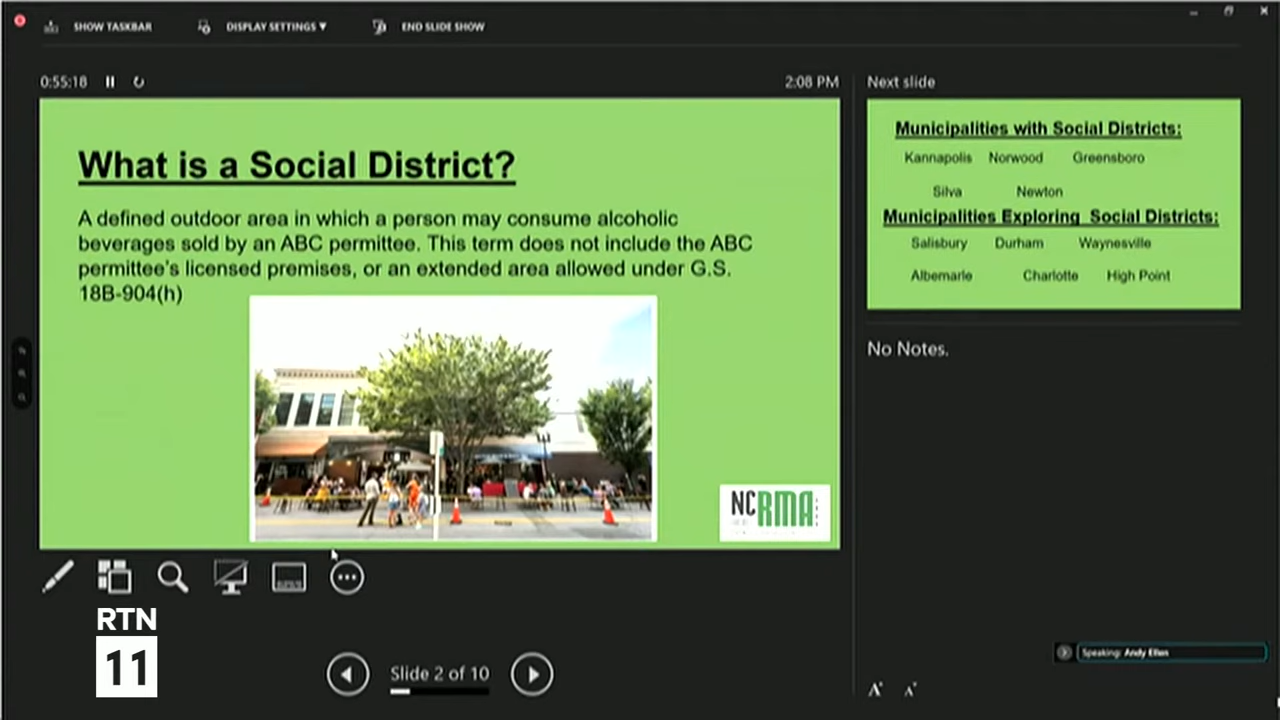 SHOW TASKBAR
DISPLAY SETTINGS ▼
END SLIDE SHOW
0:55:18
2:08 PM
What is a Social District?
A defined outdoor area in which a person may consume alcoholic
beverages sold by an ABC permittee. This term does not include the ABC
permittee's licensed premises, or an extended area allowed under G.S.
18B-904(h)
NC RMA
Next slide
Municipalities with Social Districts:
Kannapolis Norwood Greensboro
Silva Newton
Municipalities Exploring Social Districts:
Salisbury Durham Waynesville
Albemarle Charlotte High Point
No Notes.
RTN
11
Slide 2 of 10
Speaking: Andy Ellen
A
A